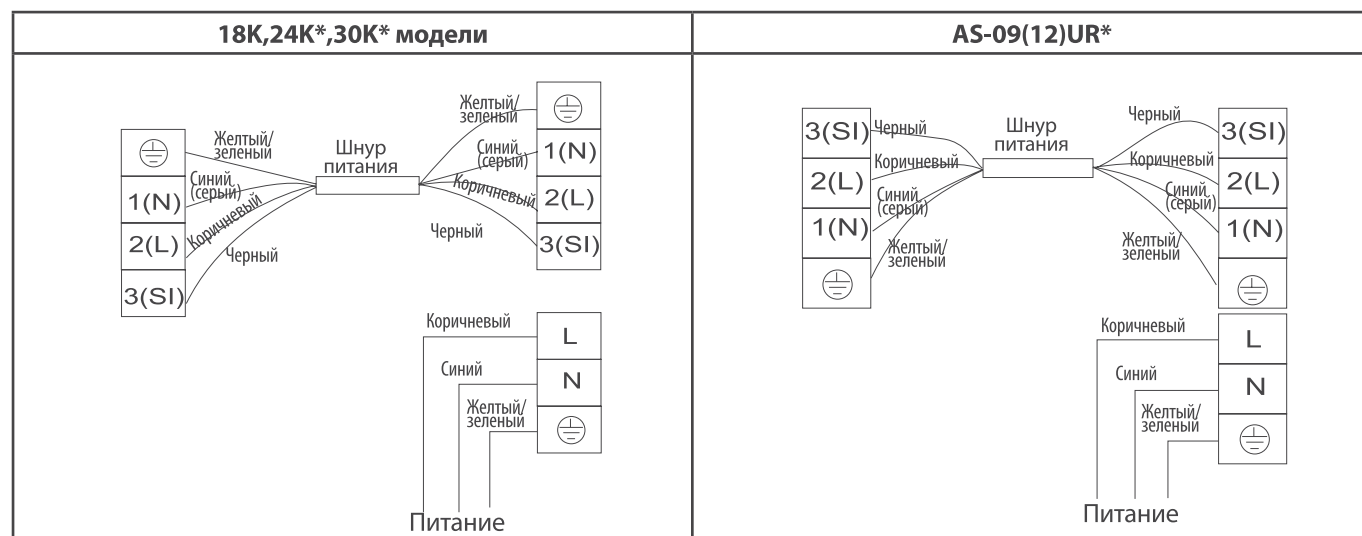 18K,24K*,30K* модели
AS-09(12)UR*
Желтый/
зеленый
1(N)
Синий
(серый)
2(L)
Коричневый
3(SI)
Черный
Шнур
питания
Желтый/
зеленый
Синий
(серый)
1(N)
Коричневый
2(L)
Черный
3(SI)
Коричневый
L
Синий
N
Желтый/
зеленый
Питание
3(SI)
Черный
2(L)
Коричневый
Синий
(серый)
1(N)
Желтый/
зеленый
Шнур
питания
Черный
3(SI)
Коричневый
2(L)
Синий
(серый)
1(N)
Желтый/
зеленый
Коричневый
L
Синий
N
Желтый/
зеленый
Питание